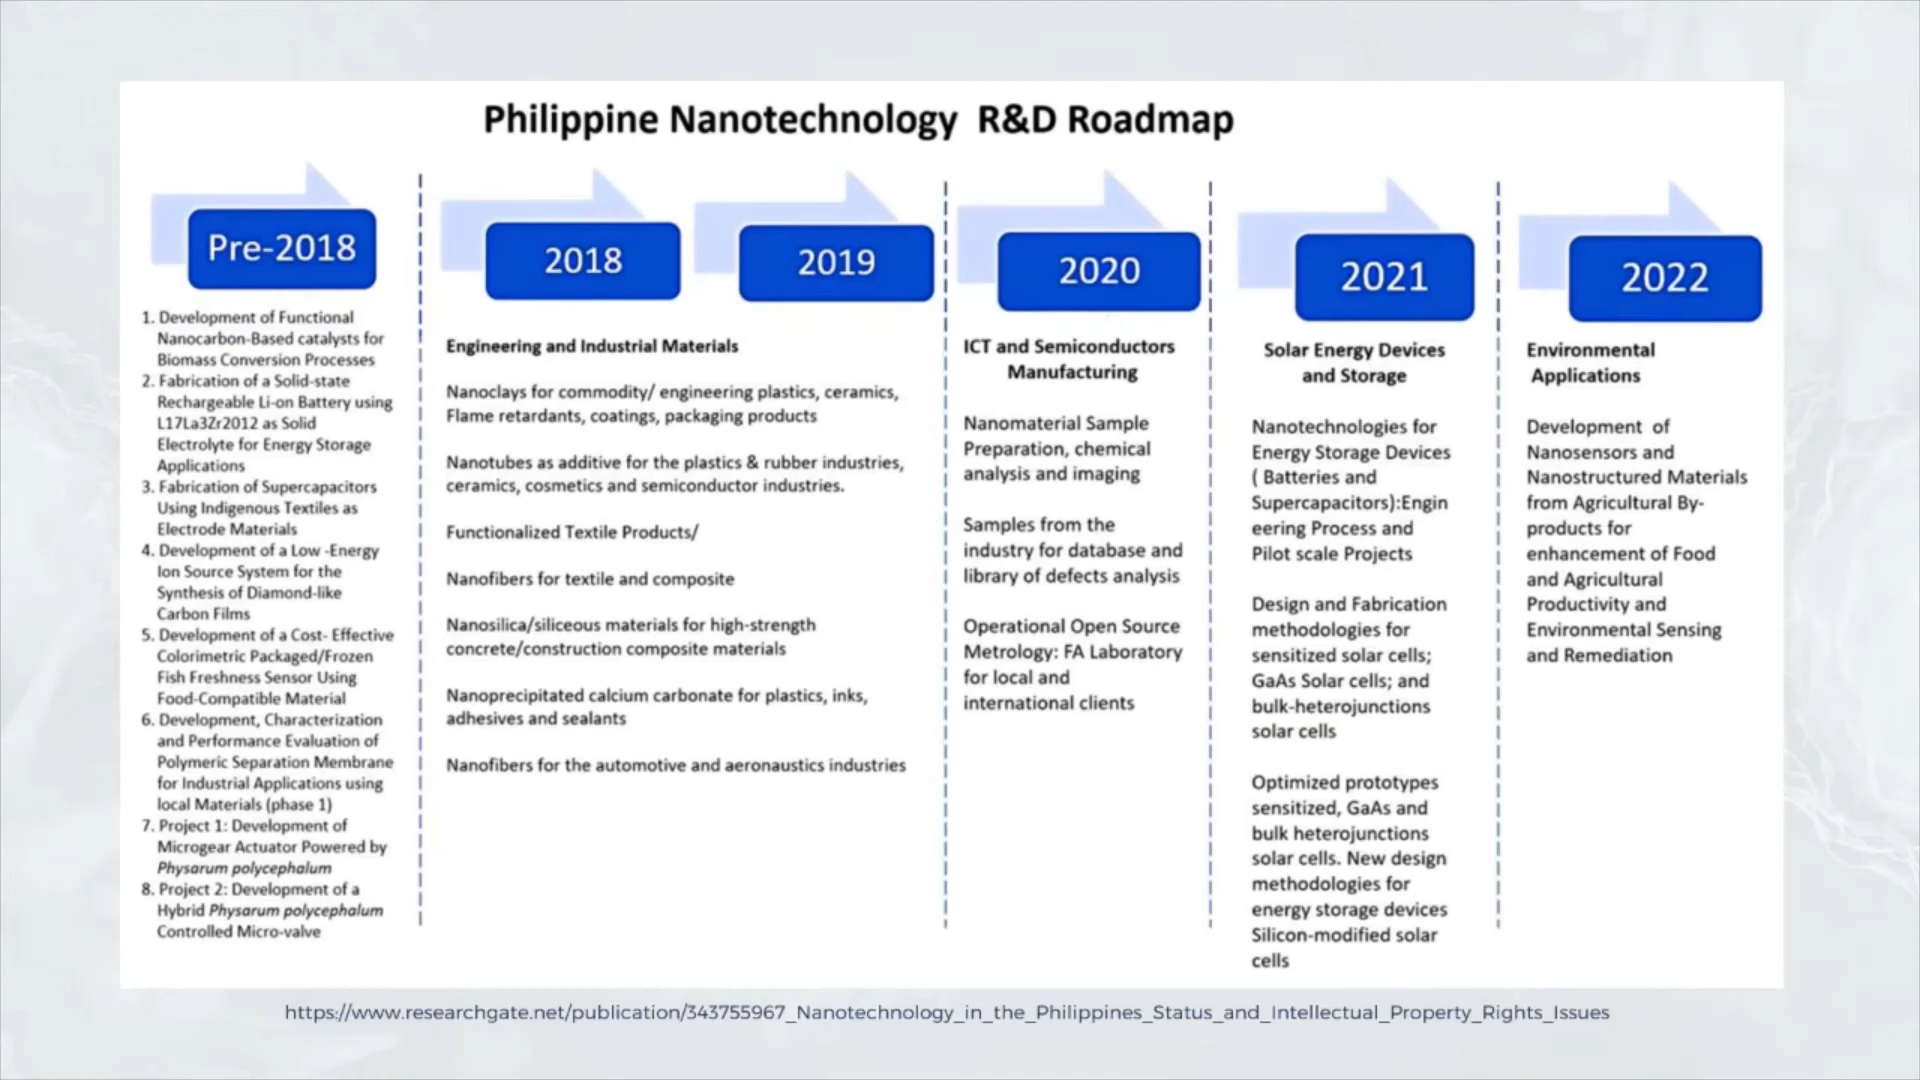 Philippine Nanotechnology R&D Roadmap
Pre-2018
1. Development of Functional
Nanocarbon-Based catalysts for
Biomass Conversion Processes
2. Fabrication of a Solid-state
Rechargeable Li-on Battery using
L17La3Zr2012 as Solid
Electrolyte for Energy Storage
Applications
3. Fabrication of Supercapacitors
Using Indigenous Textiles as
Electrode Materials
4. Development of a Low -Energy
Ion Source System for the
Synthesis of Diamond-like
Carbon Films
5. Development of a Cost- Effective
Colorimetric Packaged/Frozen
Fish Freshness Sensor Using
Food-Compatible Material
6. Development, Characterization
and Performance Evaluation of
Polymeric Separation Membrane
for Industrial Applications using
local Materials (phase 1)
7. Project 1: Development of
Microgear Actuator Powered by
Physarum polycephalum
8. Project 2: Development of a
Hybrid Physarum polycephalum
Controlled Micro-valve
2018
2019
Engineering and Industrial Materials
Nanoclays for commodity/ engineering plastics, ceramics,
Flame retardants, coatings, packaging products
Nanotubes as additive for the plastics & rubber industries,
ceramics, cosmetics and semiconductor industries.
Functionalized Textile Products/
Nanofibers for textile and composite
Nanosilica/siliceous materials for high-strength
concrete/construction composite materials
Nanoprecipitated calcium carbonate for plastics, inks,
adhesives and sealants
Nanofibers for the automotive and aeronaustics industries
2020
ICT and Semiconductors
Manufacturing
Nanomaterial Sample
Preparation, chemical
analysis and imaging
Samples from the
industry for database and
library of defects analysis
Operational Open Source
Metrology: FA Laboratory
for local and
international clients
2021
Solar Energy Devices
and Storage
Nanotechnologies for
Energy Storage Devices
( Batteries and
Supercapacitors):Engin
eering Process and
Pilot scale Projects
Design and Fabrication
methodologies for
sensitized solar cells;
GaAs Solar cells; and
bulk-heterojunctions
solar cells
Optimized prototypes
sensitized, GaAs and
bulk heterojunctions
solar cells. New design
methodologies for
energy storage devices
Silicon-modified solar
cells
2022
Environmental
Applications
Development of
Nanosensors and
Nanostructured Materials
from Agricultural By-
products for
enhancement of Food
and Agricultural
Productivity and
Environmental Sensing
and Remediation
https://www.researchgate.net/publication/343755967_Nanotechnology_in_the_Philippines_Status_and_Intellectual_Property_Rights_Issues